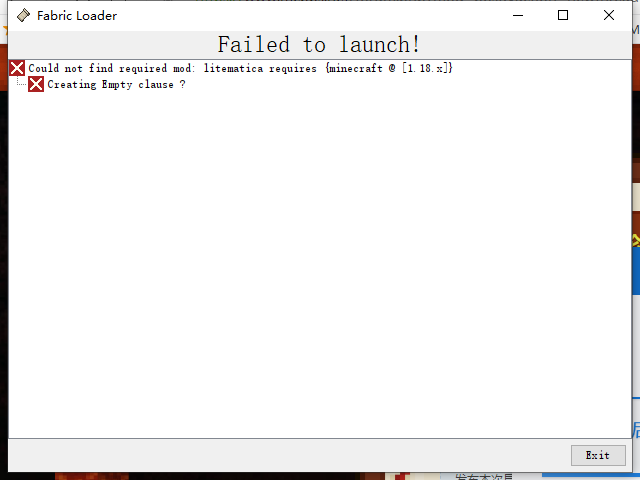 Fabric Loader
Failed to launch!
Could not find required mod: litematica requires {minecraft @ [1.18.x]}
Creating Empty clause ?
Exit